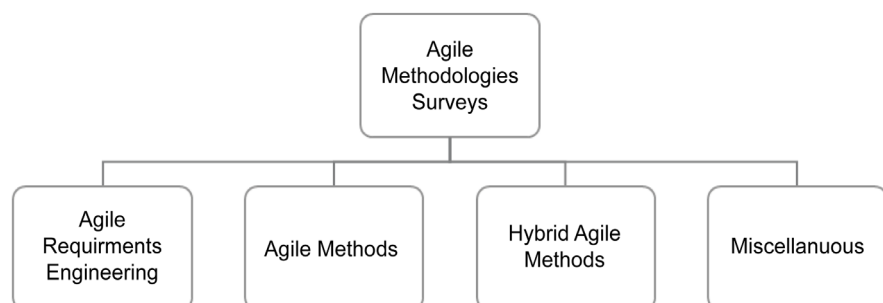 Agile
Methodologies
Surveys
Agile
Requirments
Engineering
Agile Methods
Hybrid Agile
Methods
Miscellanuous